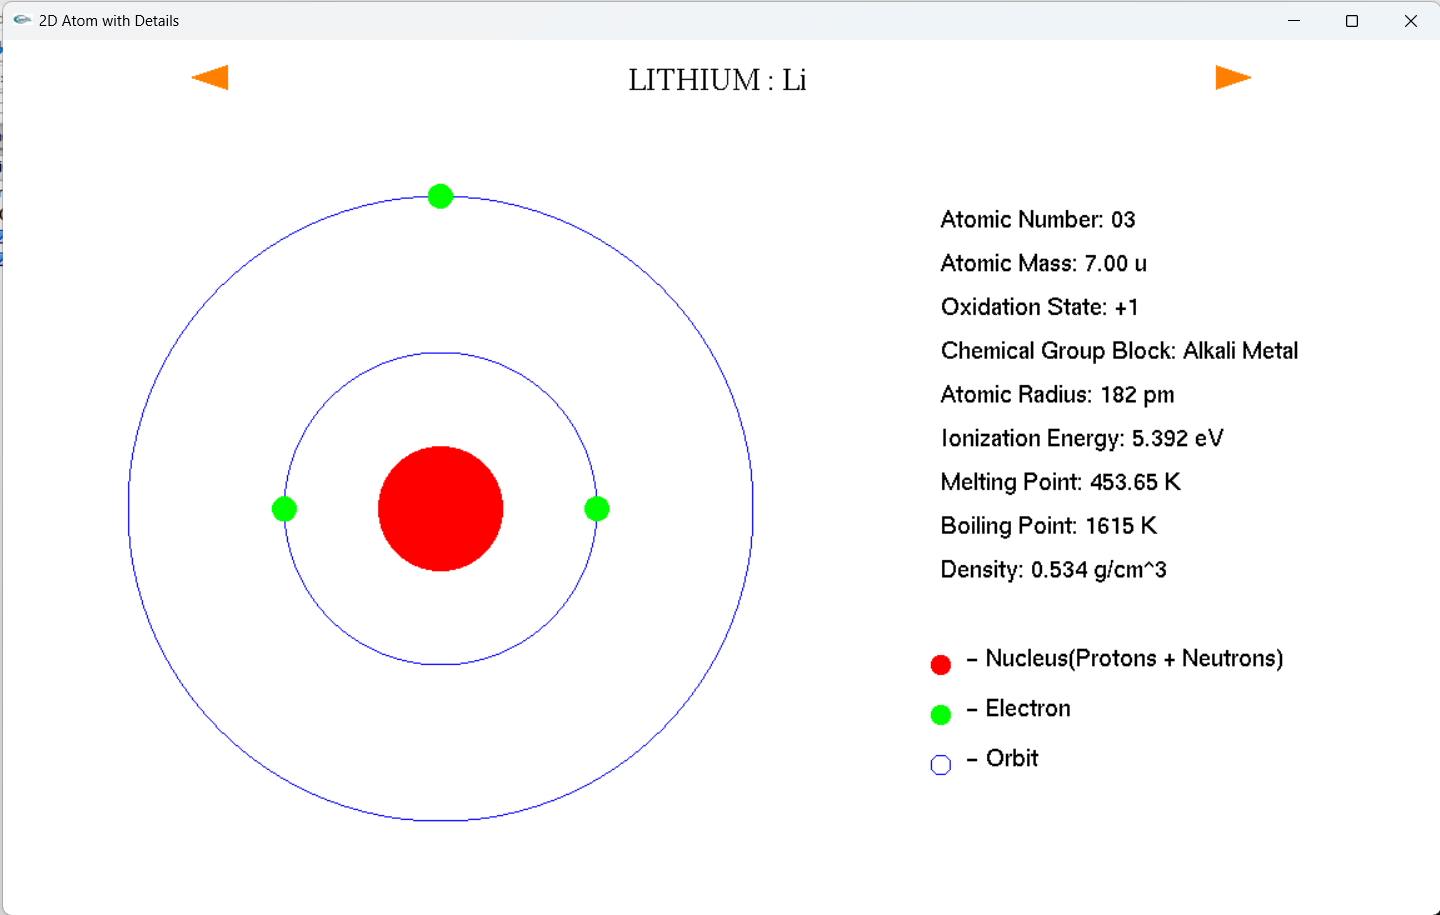 2D Atom with Details
LITHIUM : Li
Atomic Number: 03
Atomic Mass: 7.00 u
Oxidation State: +1
Chemical Group Block: Alkali Metal
Atomic Radius: 182 pm
Ionization Energy: 5.392 eV
Melting Point: 453.65 K
Boiling Point: 1615 K
Density: 0.534 g/cm^3
- Nucleus(Protons + Neutrons)
- Electron
- Orbit